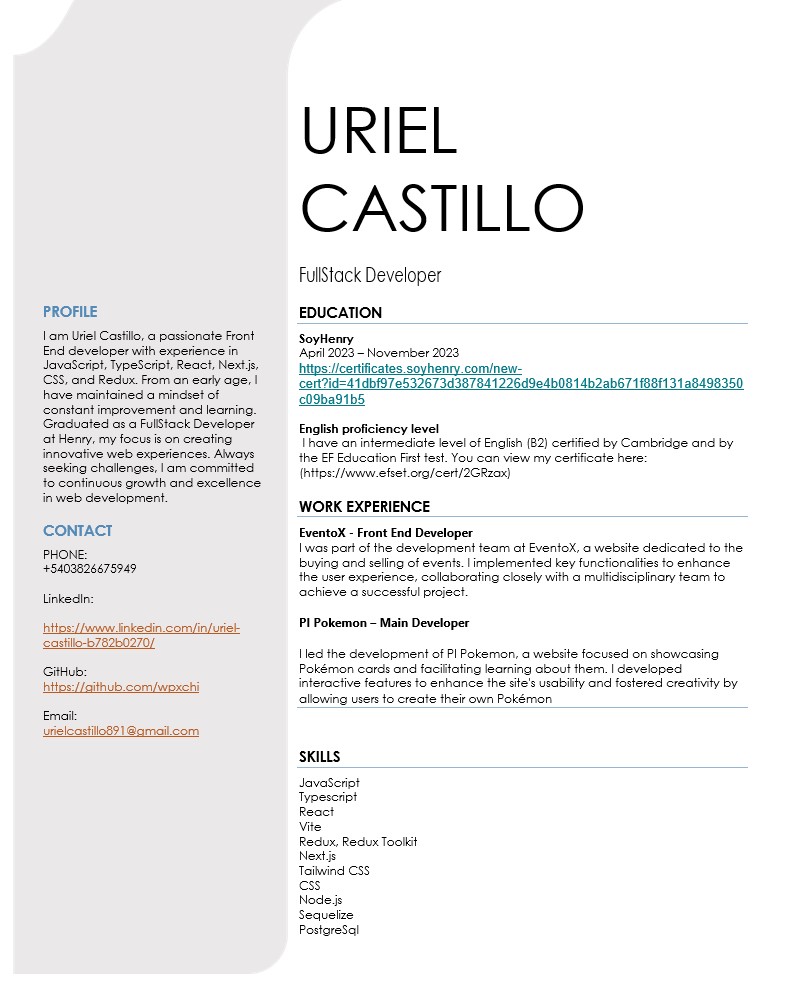 URIEL
CASTILLO
FullStack Developer
PROFILE
I am Uriel Castillo, a passionate Front
End developer with experience in
JavaScript, TypeScript, React, Next.js,
CSS, and Redux. From an early age, I
have maintained a mindset of
constant improvement and learning.
Graduated as a FullStack Developer
at Henry, my focus is on creating
innovative web experiences. Always
seeking challenges, I am committed
to continuous growth and excellence
in web development.
CONTACT
PHONE:
+5403826675949
LinkedIn:
https://www.linkedin.com/in/uriel-
castillo-b782b0270/
GitHub:
https://github.com/wpxchi
Email:
urielcastillo891@gmail.com
EDUCATION
SoyHenry
April 2023 – November 2023
https://certificates.soyhenry.com/new-
cert?id=41dbf97e532673d387841226d9e4b0814b2ab671f88f131a8498350
c09ba91b5
English proficiency level
I have an intermediate level of English (B2) certified by Cambridge and by
the EF Education First test. You can view my certificate here:
(https://www.efset.org/cert/2GRzax)
WORK EXPERIENCE
EventoX - Front End Developer
I was part of the development team at EventoX, a website dedicated to the
buying and selling of events. I implemented key functionalities to enhance
the user experience, collaborating closely with a multidisciplinary team to
achieve a successful project.
PI Pokemon – Main Developer
I led the development of PI Pokemon, a website focused on showcasing
Pokémon cards and facilitating learning about them. I developed
interactive features to enhance the site's usability and fostered creativity by
allowing users to create their own Pokémon
SKILLS
JavaScript
Typescript
React
Vite
Redux, Redux Toolkit
Next.js
Tailwind CSS
CSS
Node.js
Sequelize
PostgreSql